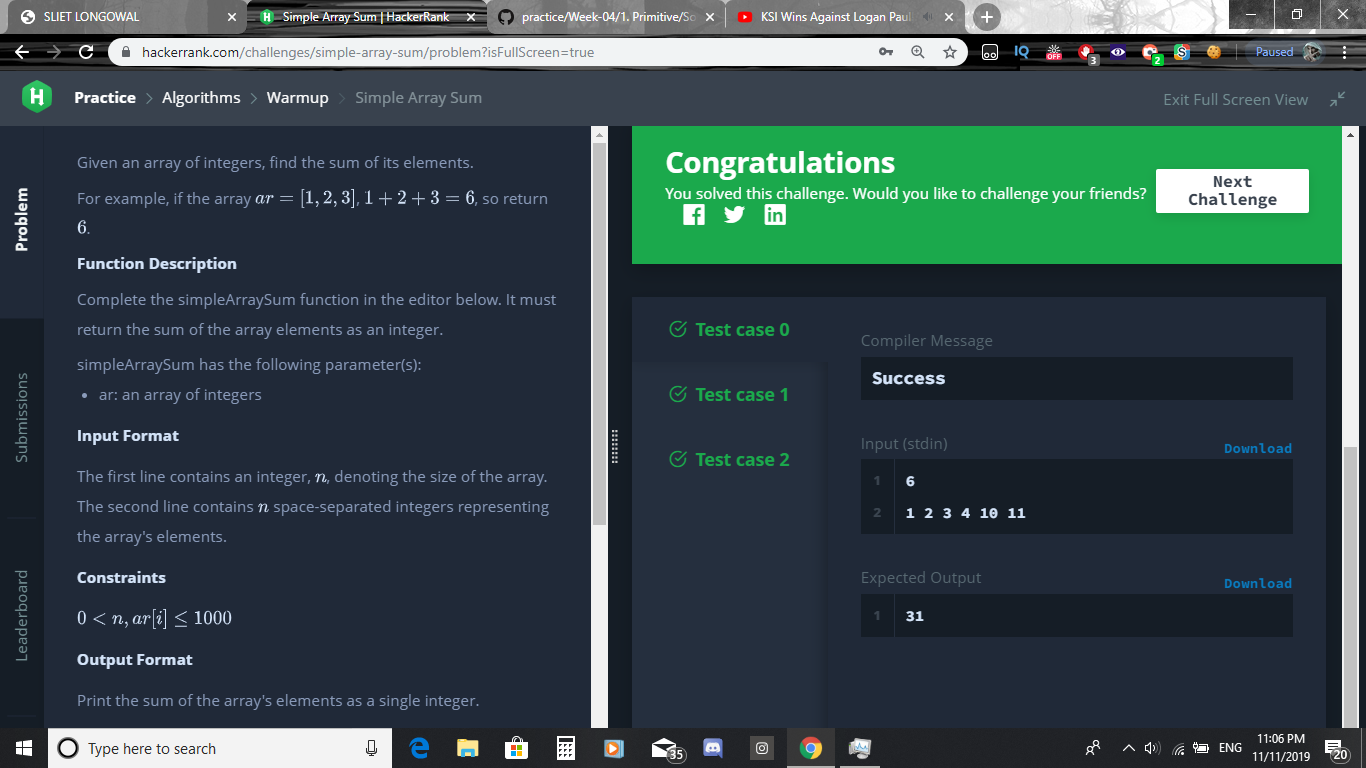 SLIET LONGOWAL
Simple Array Sum | HackerRank
practice/Week-04/1. Primitive/So
KSI Wins Against Logan Paul
hackerrank.com/challenges/simple-array-sum/problem?isFullScreen=true
IQ
OFF
3
2
Paused
H
Practice
Algorithms
Warmup
Simple Array Sum
Exit Full Screen View
Problem
Submissions
Leaderboard
Given an array of integers, find the sum of its elements.
For example, if the array ar = [1, 2, 3], 1 + 2 + 3 = 6, so return
6.
Function Description
Complete the simpleArraySum function in the editor below. It must
return the sum of the array elements as an integer.
simpleArraySum has the following parameter(s):
• ar: an array of integers
Input Format
The first line contains an integer, n, denoting the size of the array.
The second line contains n space-separated integers representing
the array's elements.
Constraints
0 < n, ar[i] ≤ 1000
Output Format
Print the sum of the array's elements as a single integer.
Congratulations
You solved this challenge. Would you like to challenge your friends?
Next
Challenge
Test case 0
Test case 1
Test case 2
Compiler Message
Success
Input (stdin)
Download
1 6
2 1 2 3 4 10 11
Expected Output
Download
1 31
Type here to search
35
ENG
11:06 PM
11/11/2019
20